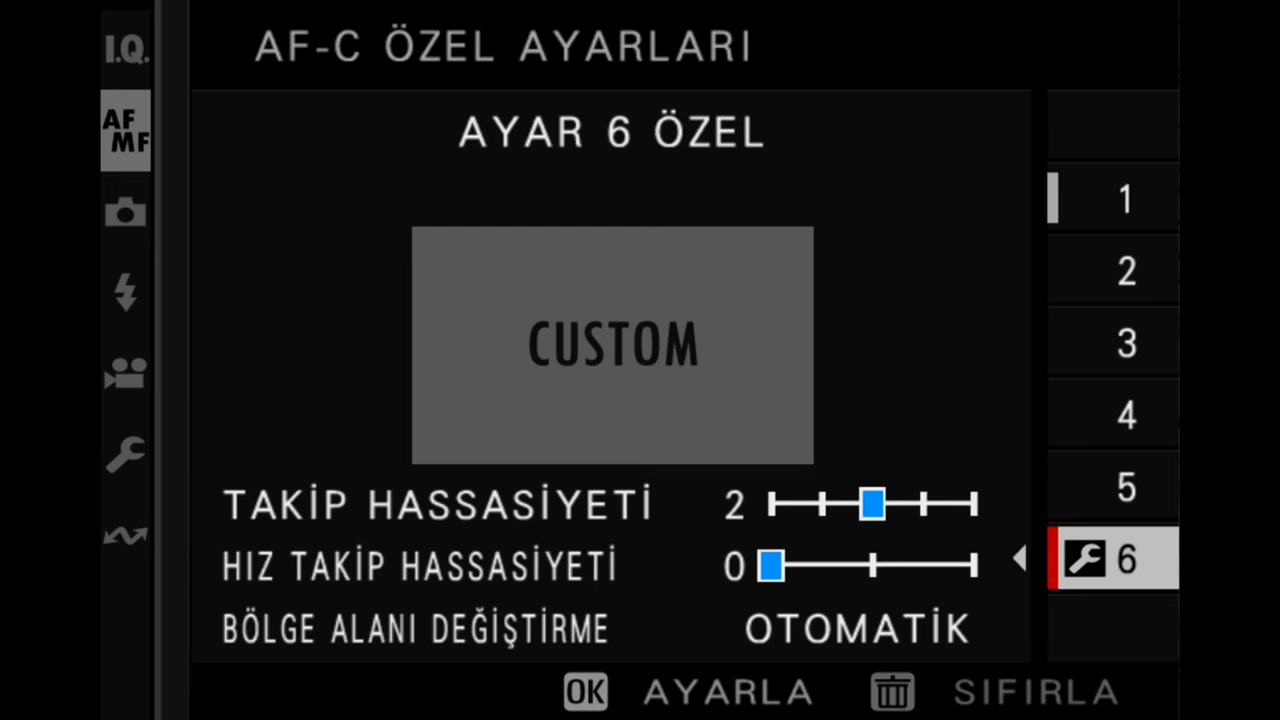 I.Q.
AF-C ÖZEL AYARLARI
AF
MF
AYAR 6 ÖZEL
1
2
3
4
5
6
CUSTOM
TAKİP HASSASİYETİ 2
HIZ TAKİP HASSASİYETİ 0
BÖLGE ALANI DEĞİŞTİRME OTOMATİK
OK AYARLA SIFIRLA